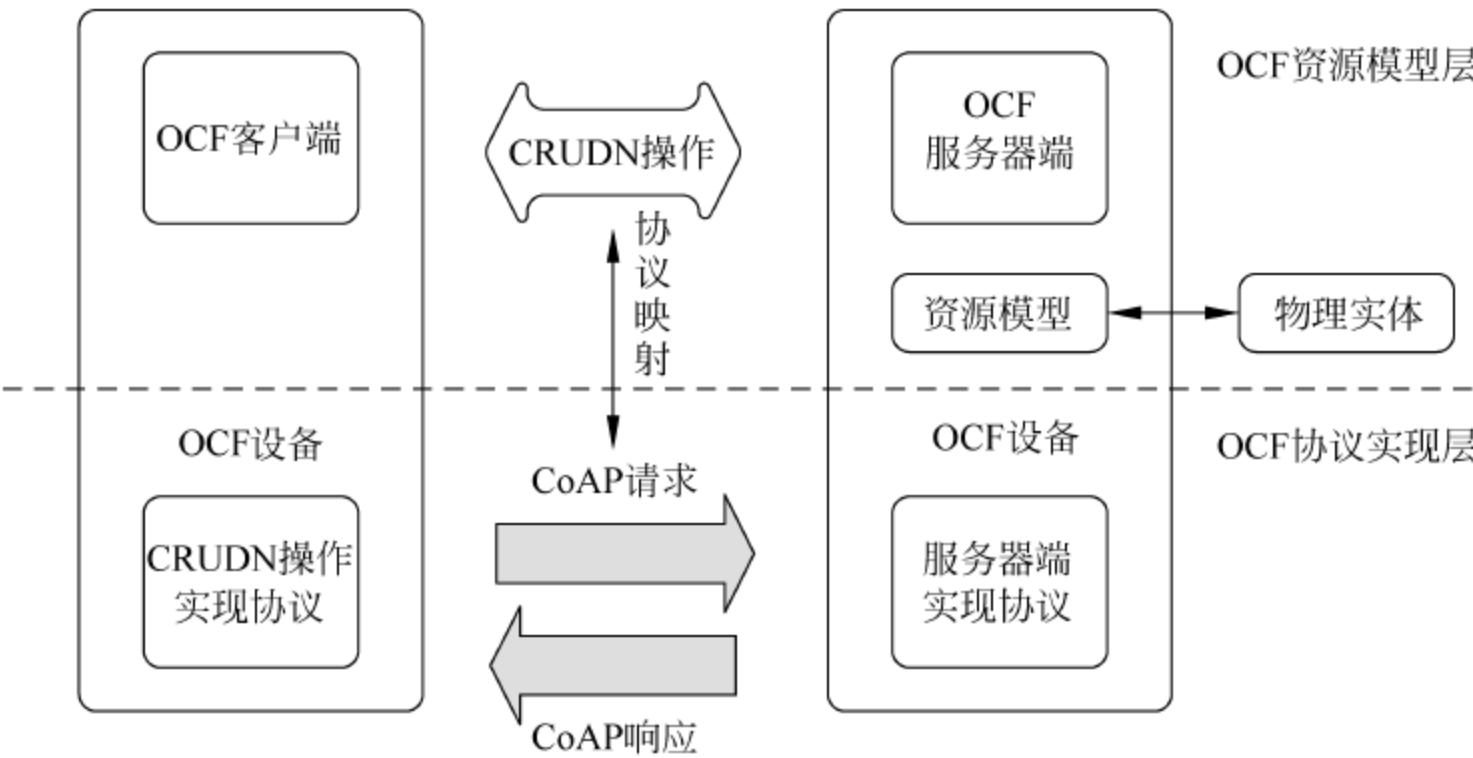 OCF资源模型层
OCF客户端
CRUDN操作
OCF
服务器端
协
议
映
射
资源模型
物理实体
OCF设备
OCF设备
OCF协议实现层
CoAP请求
CRUDN操作
实现协议
服务器端
实现协议
CoAP响应